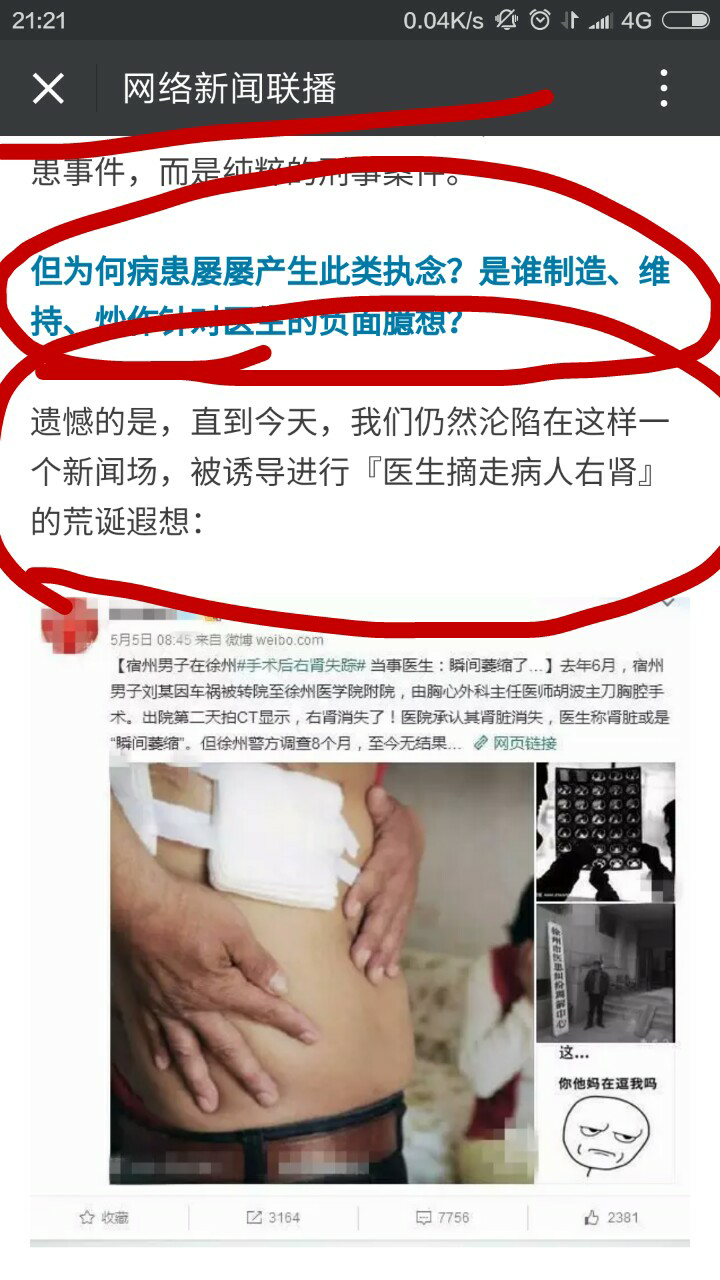 21:21
0.04K/s
4G
网络新闻联播
患事件，而是纯粹的刑事案件。
但为何病患屡屡产生此类执念？是谁制造、维
持、炒作针对医生的负面臆想？
遗憾的是，直到今天，我们仍然沦陷在这样一
个新闻场，被诱导进行『医生摘走病人右肾』
的荒诞遐想：
5月5日 08:45 来自 微博 weibo.com
【宿州男子在徐州#手术后右肾失踪# 当事医生：瞬间萎缩了...】去年6月，宿州
男子刘某因车祸被转院至徐州医学院附院，由胸心外科主任医师胡波主刀胸腔手
术。出院第二天拍CT显示，右肾消失了！医院承认其肾脏消失，医生称肾脏或是
“瞬间萎缩”。但徐州警方调查8个月，至今无结果... 网页链接
徐州市医患纠纷调解中心
这...
你他妈在逗我吗
收藏
3164
7756
2381